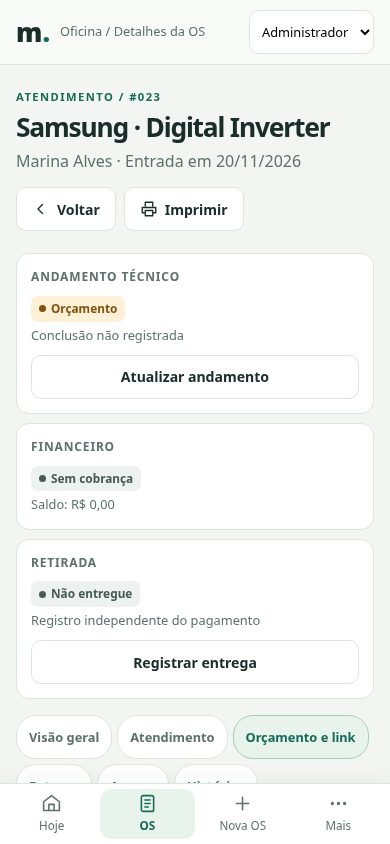 m. Oficina / Detalhes da OS Administrador
ATENDIMENTO / #023
Samsung · Digital Inverter
Marina Alves · Entrada em 20/11/2026
Voltar Imprimir
ANDAMENTO TÉCNICO
Orçamento
Conclusão não registrada
Atualizar andamento
FINANCEIRO
Sem cobrança
Saldo: R$ 0,00
RETIRADA
Não entregue
Registro independente do pagamento
Registrar entrega
Visão geral Atendimento Orçamento e link
Hoje OS Nova OS Mais